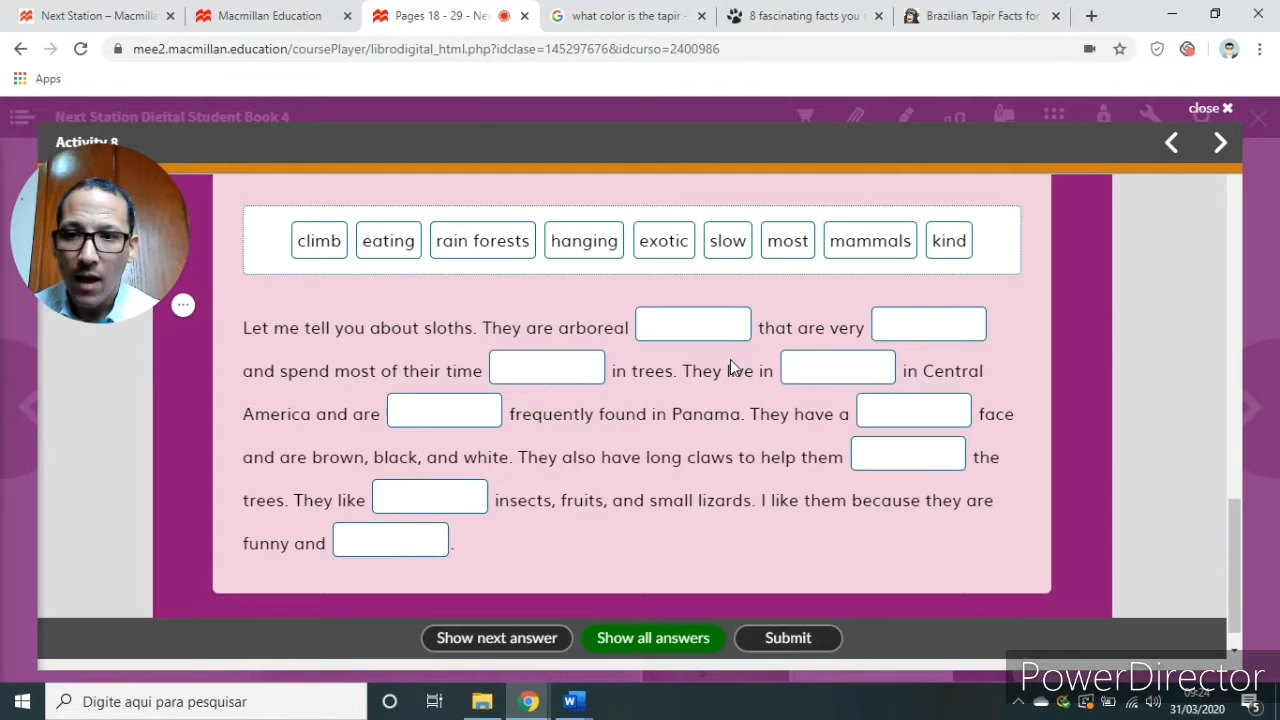 Next Station – Macmilla
Macmillan Education
Pages 18 - 29 - Ne
what color is the tapir -
8 fascinating facts you
Brazilian Tapir Facts for
mee2.macmillan.education/coursePlayer/librodigital_html.php?idclase=145297676&idcurso=2400986
Apps
close ✖
Next Station Digital Student Book 4
Activity 8
climb eating rain forests hanging exotic slow most mammals kind
Let me tell you about sloths. They are arboreal that are very
and spend most of their time in trees. They live in in Central
America and are frequently found in Panama. They have a face
and are brown, black, and white. They also have long claws to help them the
trees. They like insects, fruits, and small lizards. I like them because they are
funny and .
Show next answer Show all answers Submit
PowerDirector
Digite aqui para pesquisar
09:24
31/03/2020
5